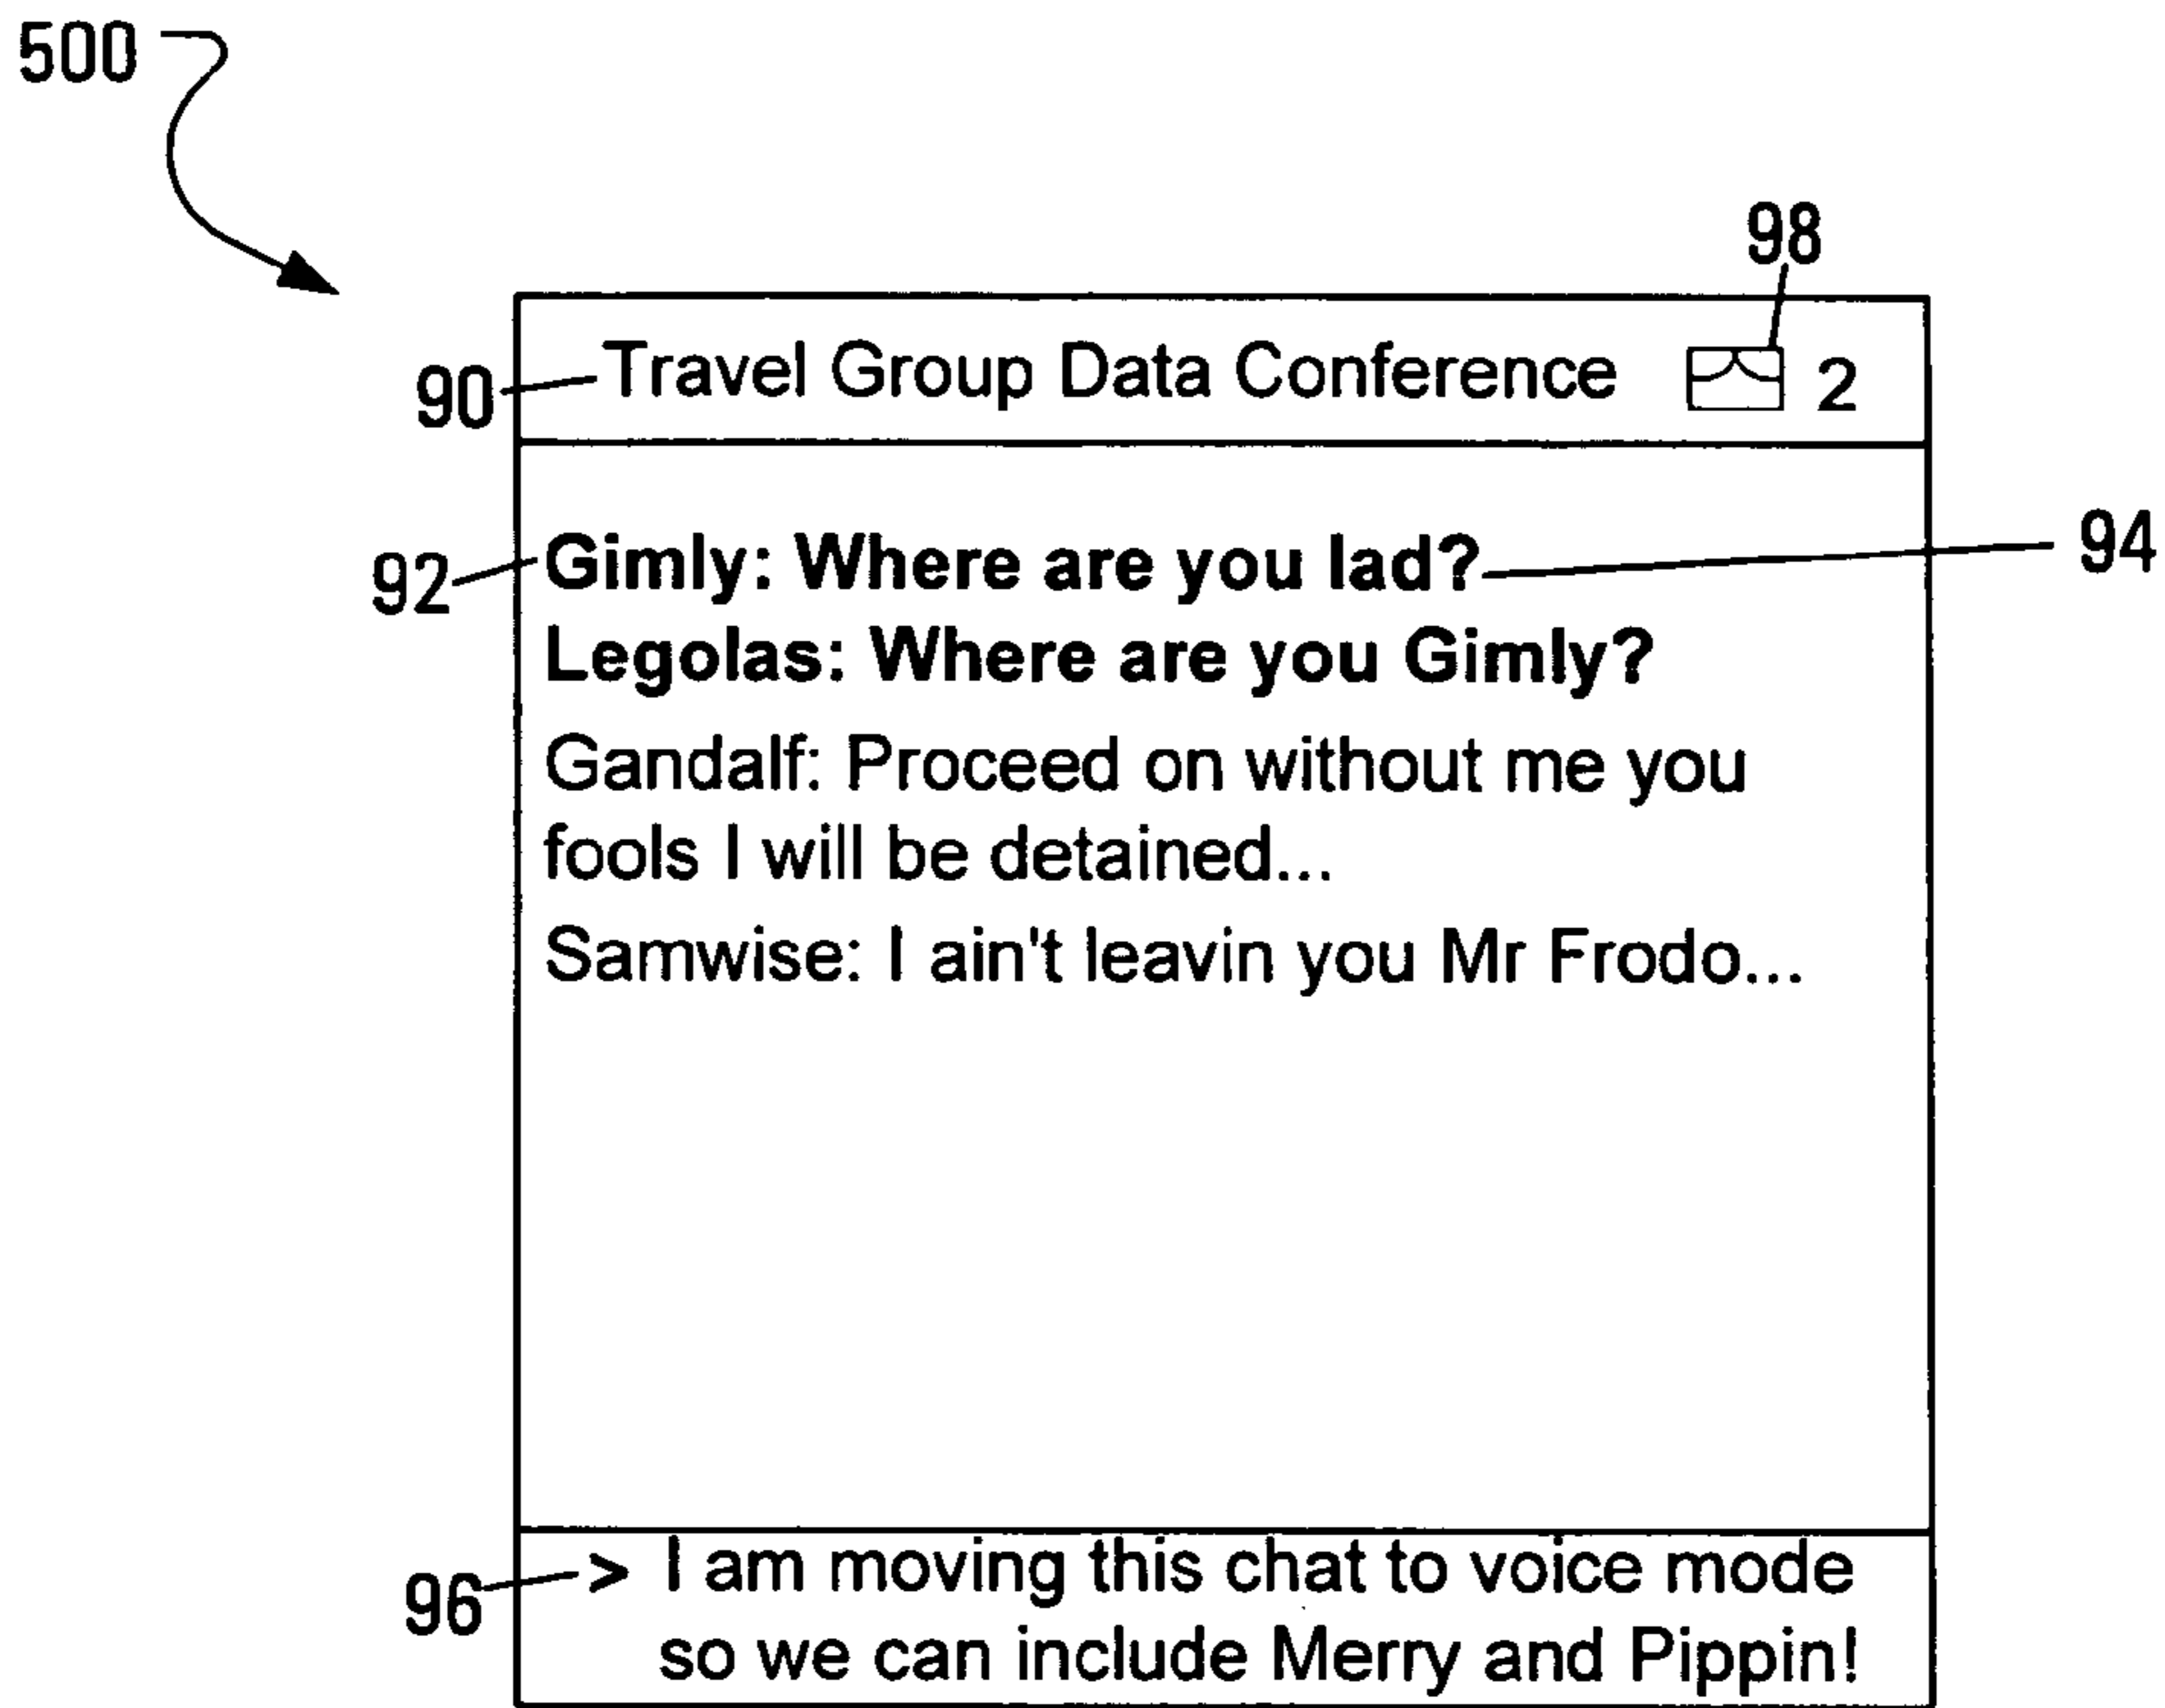 500
98
90 Travel Group Data Conference 2
92 Gimly: Where are you lad? 94
Legolas: Where are you Gimly?
Gandalf: Proceed on without me you
fools I will be detained...
Samwise: I ain't leavin you Mr Frodo...
96 > I am moving this chat to voice mode
so we can include Merry and Pippin!